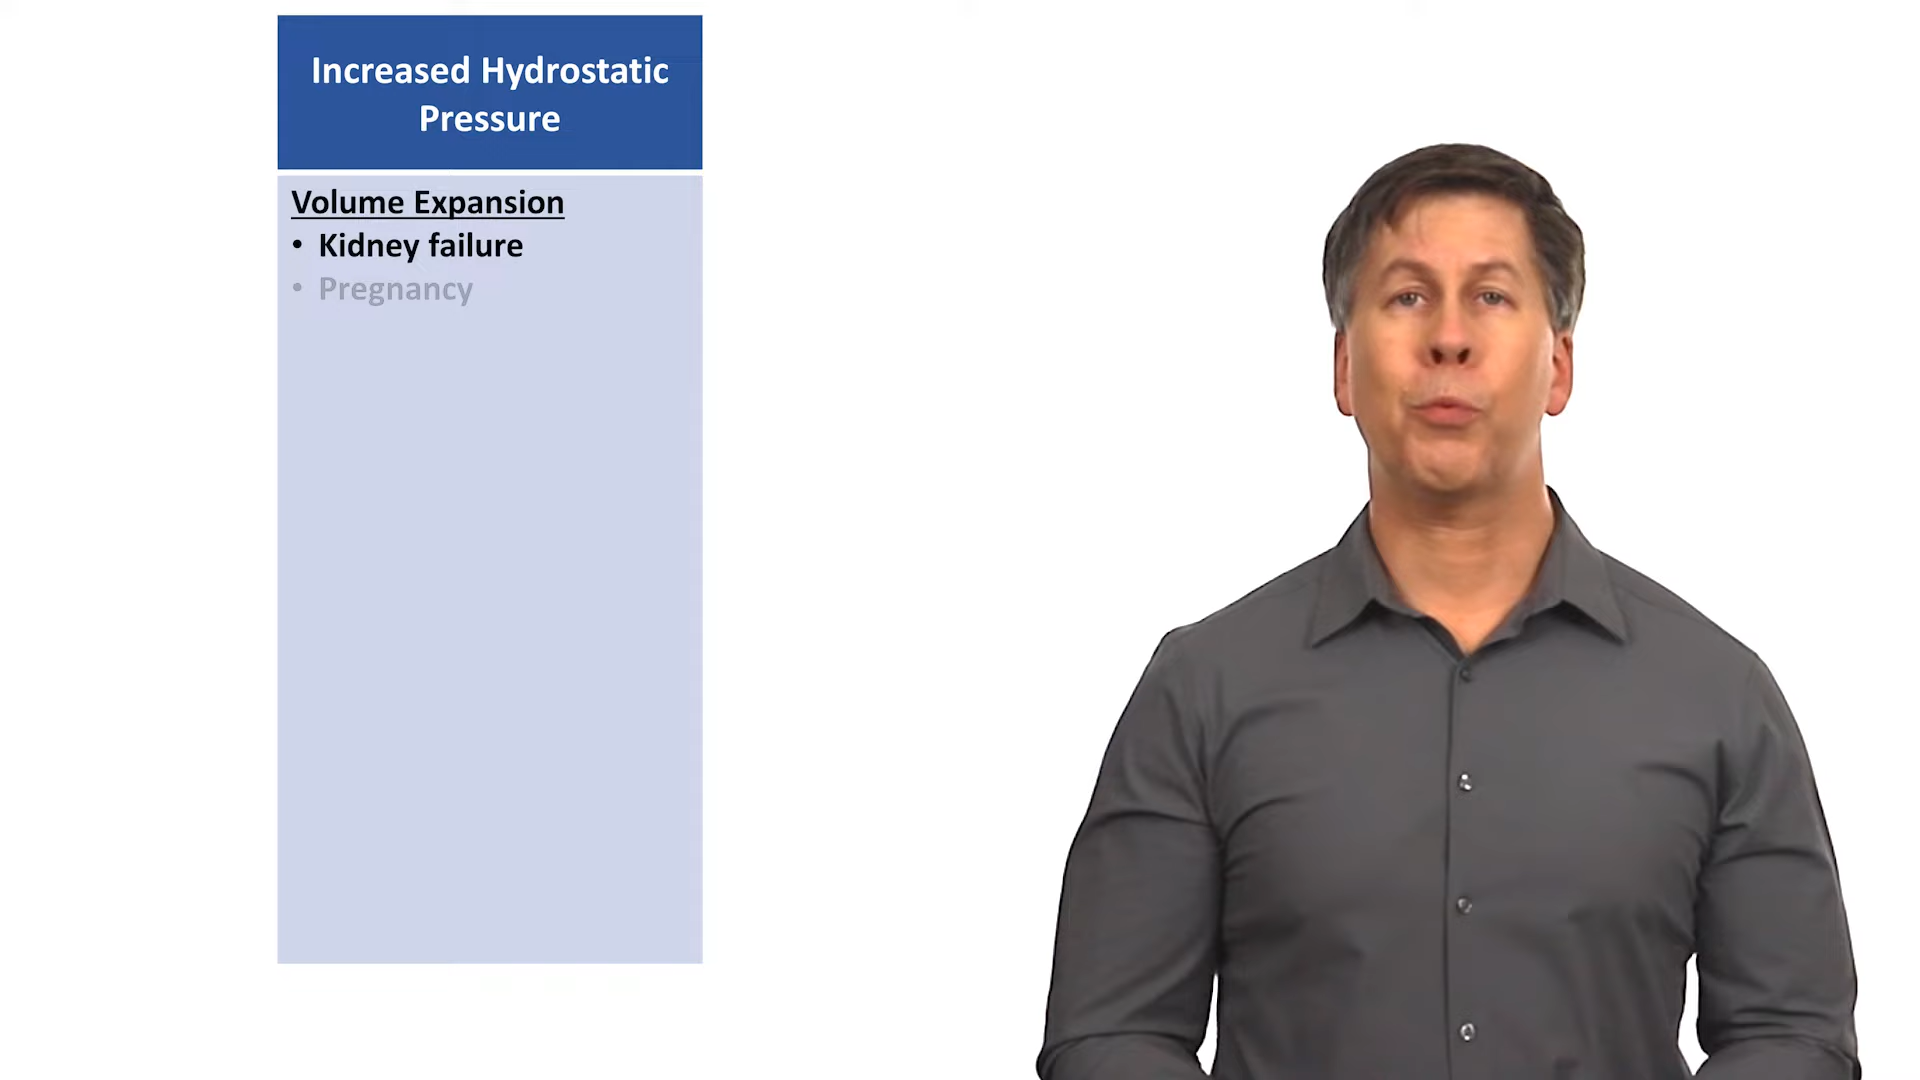 Increased Hydrostatic
Pressure
Volume Expansion
• Kidney failure
• Pregnancy